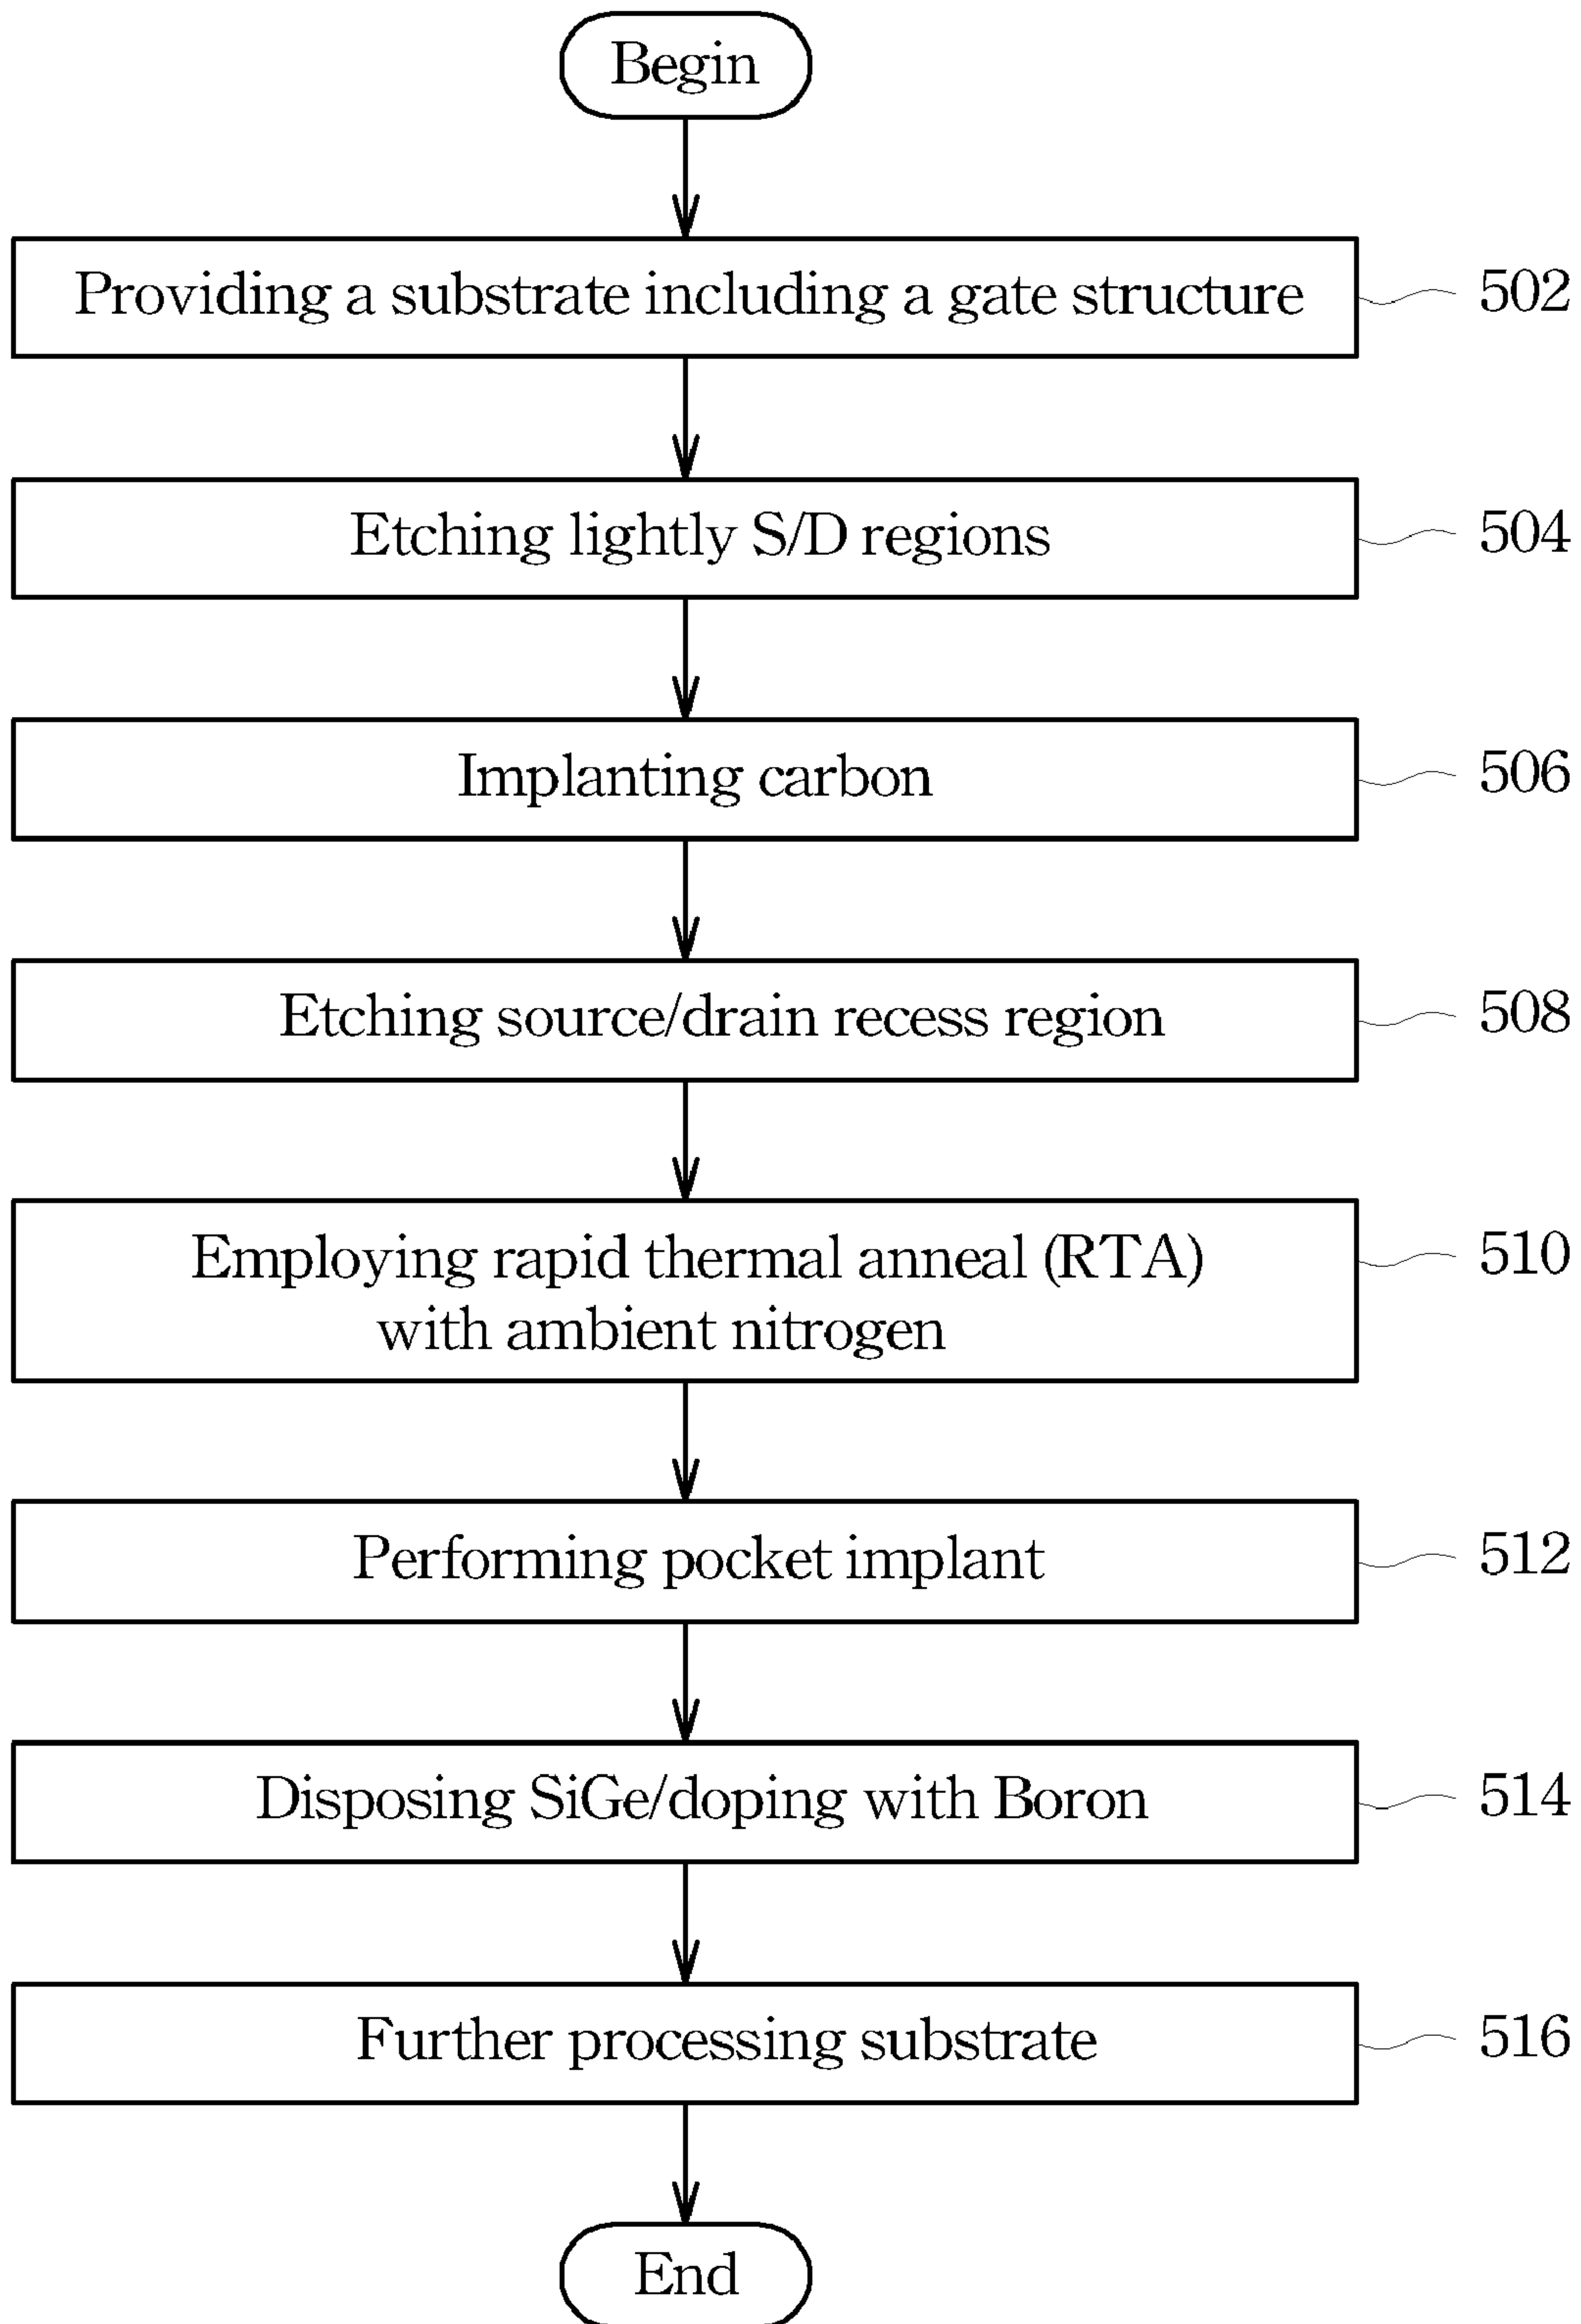 Begin
Providing a substrate including a gate structure
502
Etching lightly S/D regions
504
Implanting carbon
506
Etching source/drain recess region
508
Employing rapid thermal anneal (RTA)
with ambient nitrogen
510
Performing pocket implant
512
Disposing SiGe/doping with Boron
514
Further processing substrate
516
End